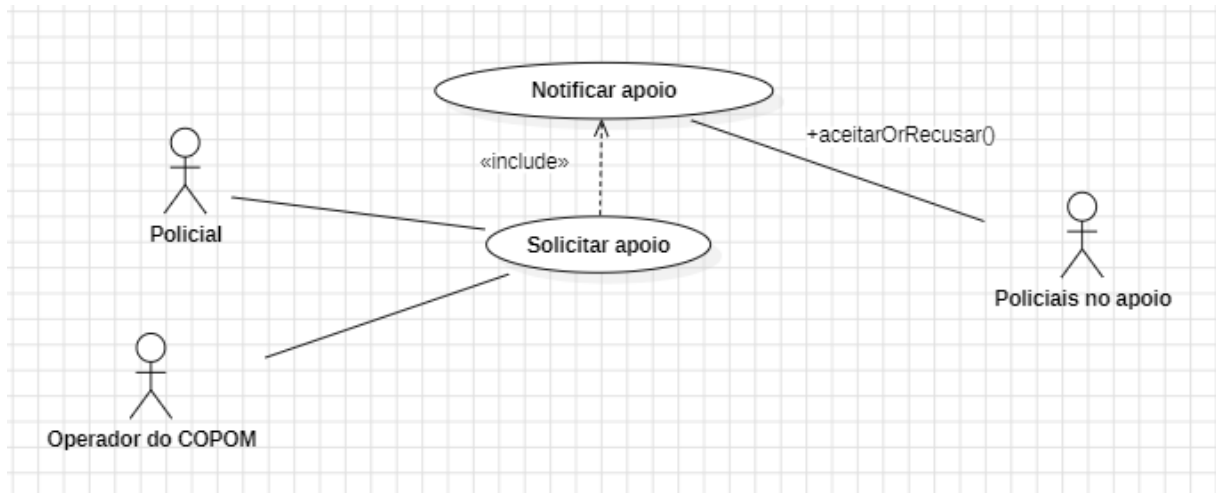 Notificar apoio
+aceitarOrRecusar()
«include»
Policial
Solicitar apoio
Policiais no apoio
Operador do COPOM